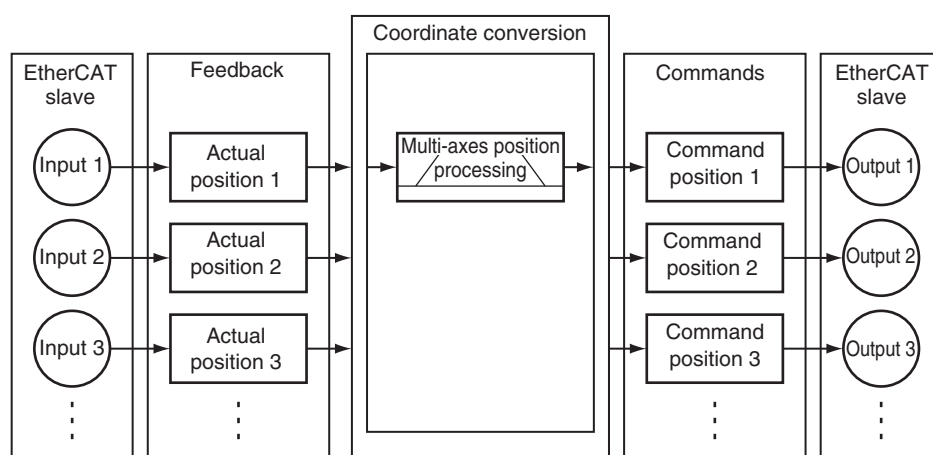 Coordinate conversion
EtherCAT
slave
Feedback
Commands
EtherCAT
slave
Input 1
Actual
position 1
Multi-axes position
processing
Command
position 1
Output 1
Input 2
Actual
position 2
Command
position 2
Output 2
Input 3
Actual
position 3
Command
position 3
Output 3